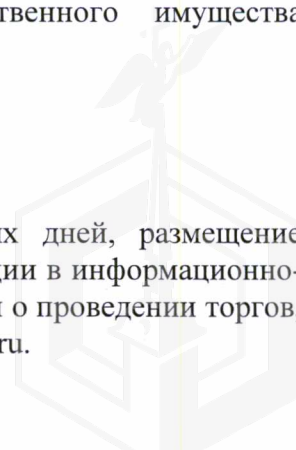 ственного имущества
их дней, размещение
ции в информационно-
и о проведении торгов.
ru.